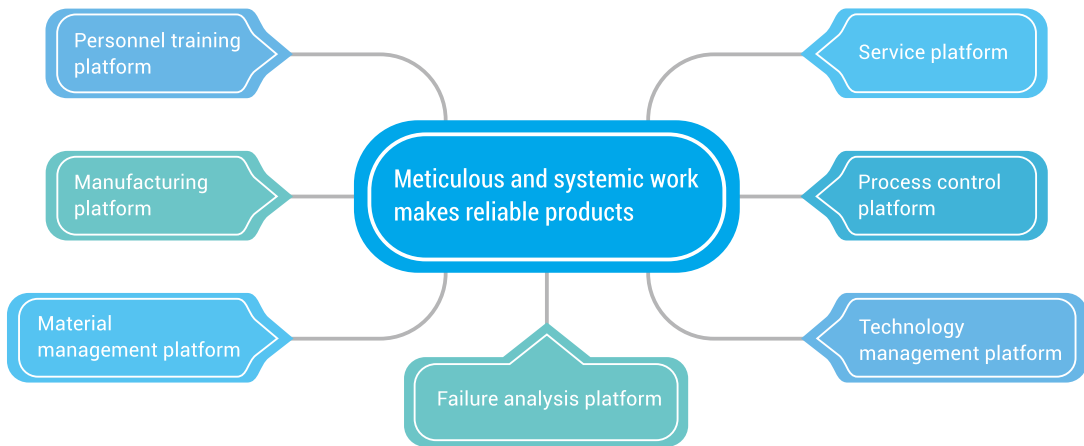 Personnel training
platform
Service platform
Meticulous and systemic work
makes reliable products
Manufacturing
platform
Process control
platform
Material
management platform
Technology
management platform
Failure analysis platform